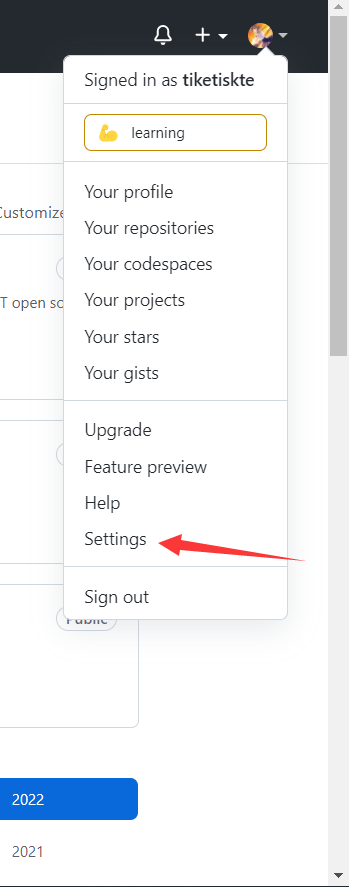 Signed in as tiketiskte
learning
Your profile
Your repositories
Customize
Your codespaces
T open so
Your projects
Your stars
Your gists
Upgrade
Feature preview
Help
Settings
Sign out
Public
2022
2021